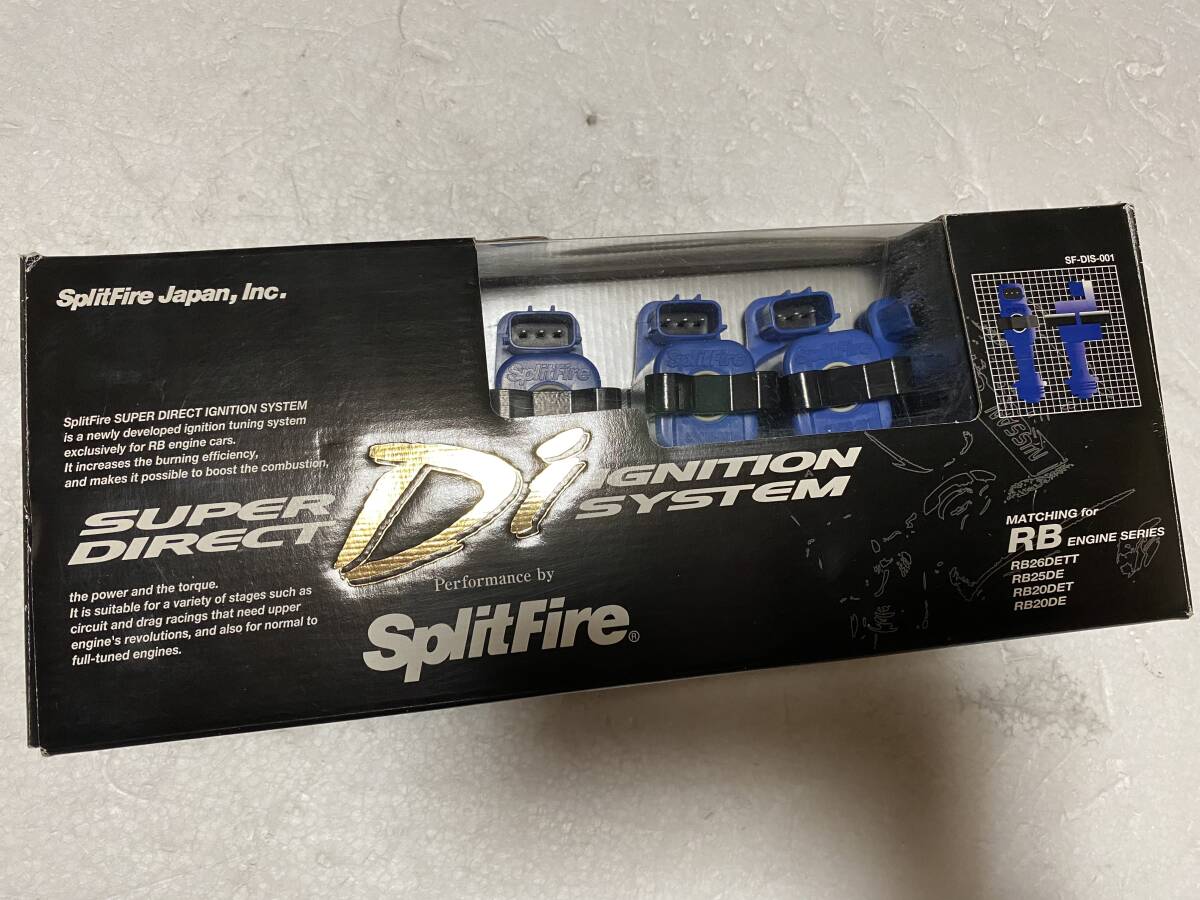 SplitFire Japan, Inc.
SplitFire SUPER DIRECT IGNITION SYSTEM
is a newly developed ignition tuning system
exclusively for RB engine cars.
It increases the burning efficiency,
and makes it possible to boost the combustion,
SUPER
DIRECT
Di
IGNITION
SYSTEM
the power and the torque.
It is suitable for a variety of stages such as
circuit and drag racings that need upper
engine's revolutions, and also for normal to
full-tuned engines.
Performance by
SplitFire®
SplitFire
SplitFire
SplitFire
SF-DIS-001
MATCHING for
RB ENGINE SERIES
RB26DETT
RB25DE
RB20DET
RB20DE